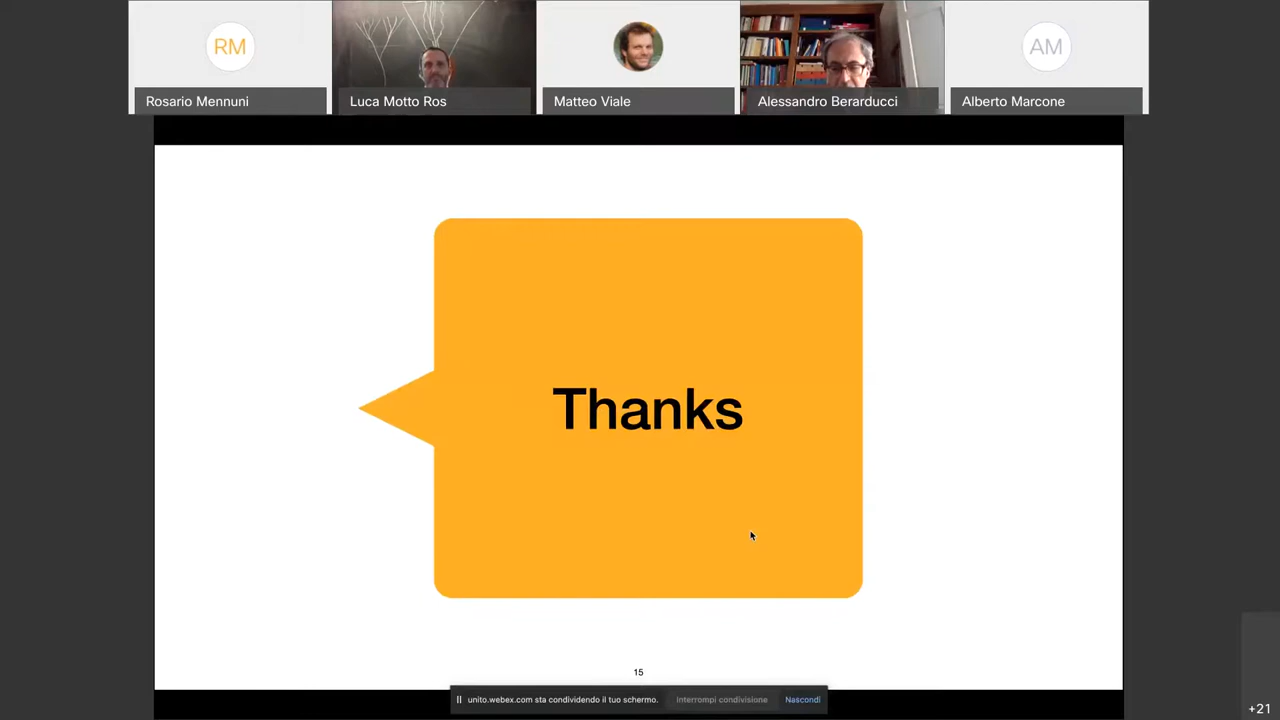 RM
AM
Rosario Mennuni
Luca Motto Ros
Matteo Viale
Alessandro Berarducci
Alberto Marcone
Thanks
15
unito.webex.com sta condividendo il tuo schermo.
Interrompi condivisione
Nascondi
+21